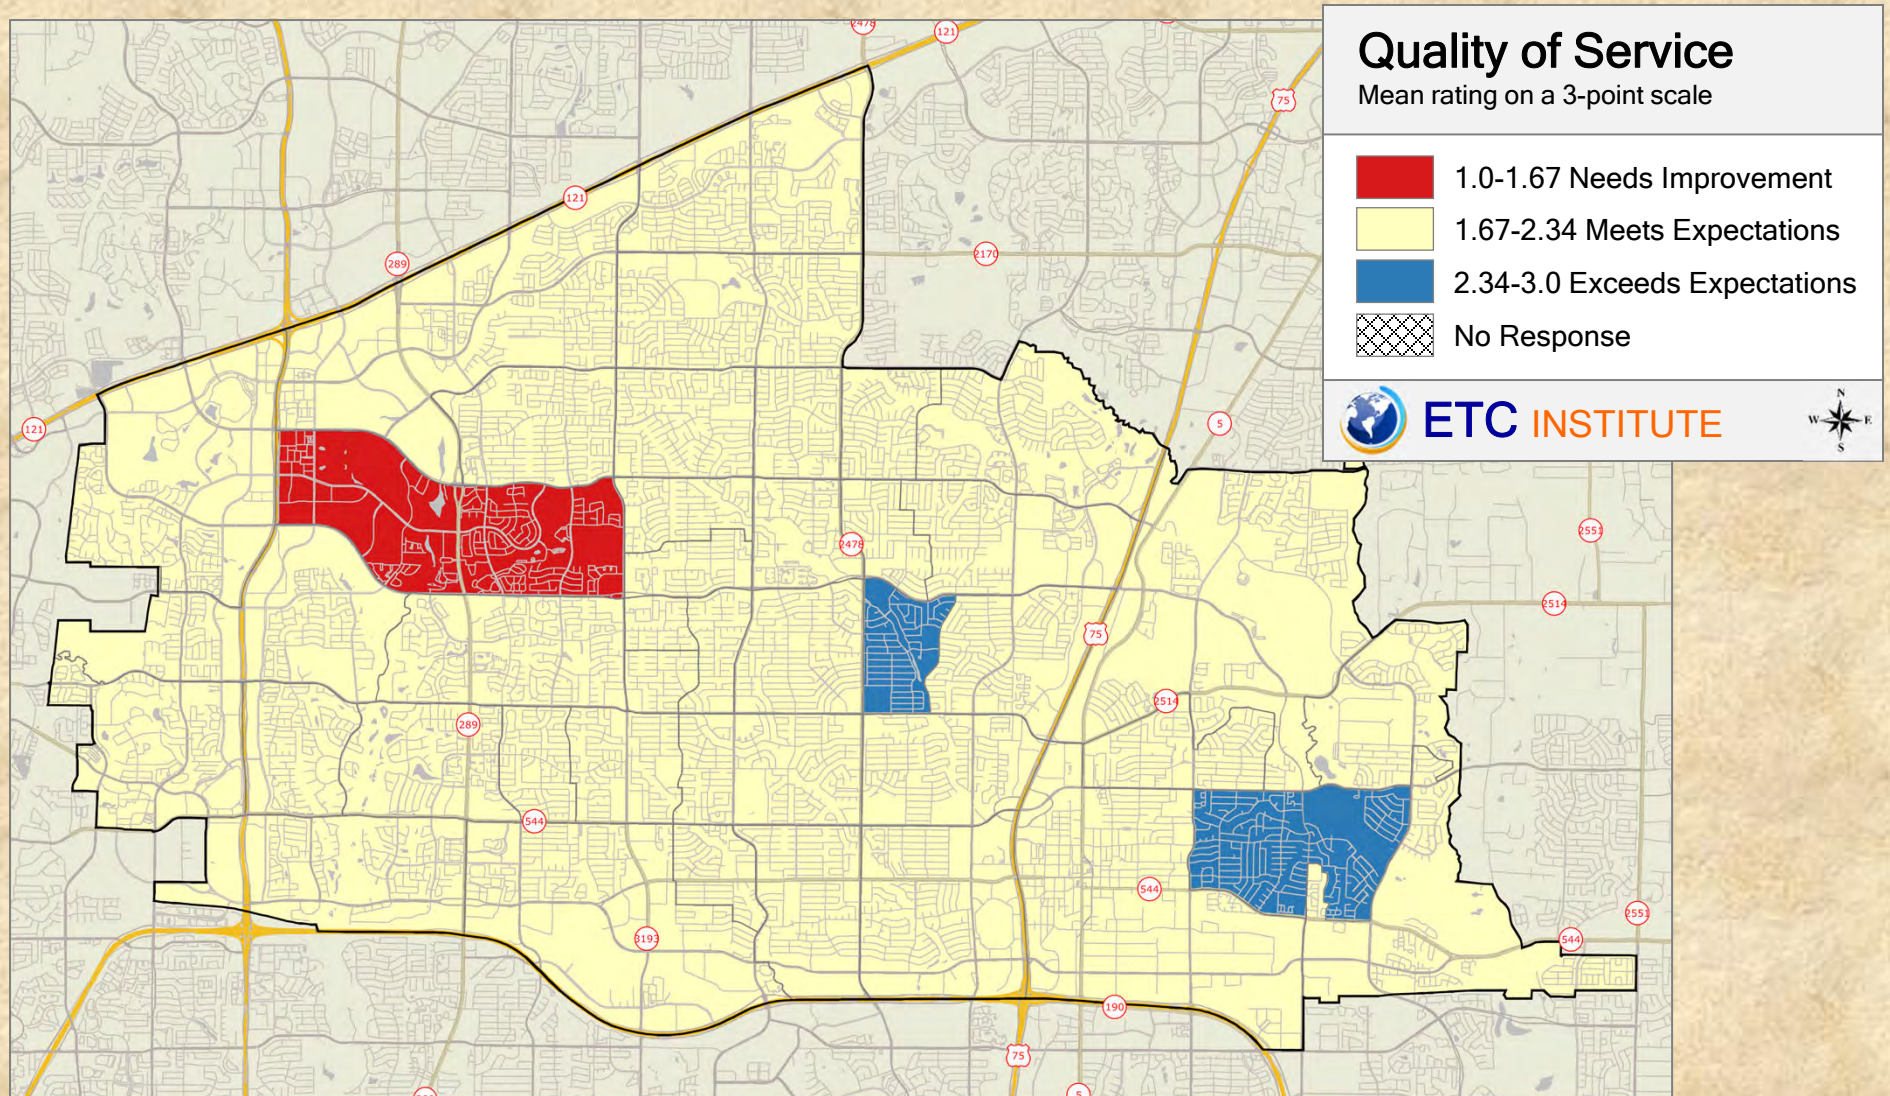 Quality of Service
Mean rating on a 3-point scale
1.0-1.67 Needs Improvement
1.67-2.34 Meets Expectations
2.34-3.0 Exceeds Expectations
No Response
ETC INSTITUTE
N
W E
S
2478
121
75
121
289
2170
121
5
2478
2551
2514
75
2514
289
544
544
2551
3193
544
190
75
5